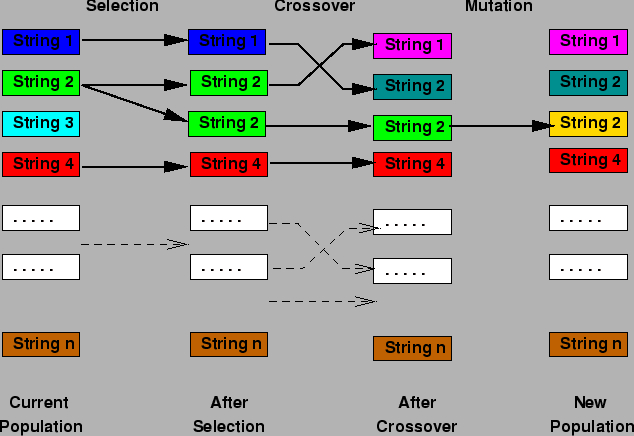 Selection Crossover Mutation
String 1 String 1 String 1 String 1
String 2 String 2 String 2 String 2
String 3 String 2 String 2 String 2
String 4 String 4 String 4 String 4
. . . . . . . . . . . . . . . . . . . .
. . . . . . . . . . . . . . . . . . . .
String n String n String n String n
Current After After New
Population Selection Crossover Population